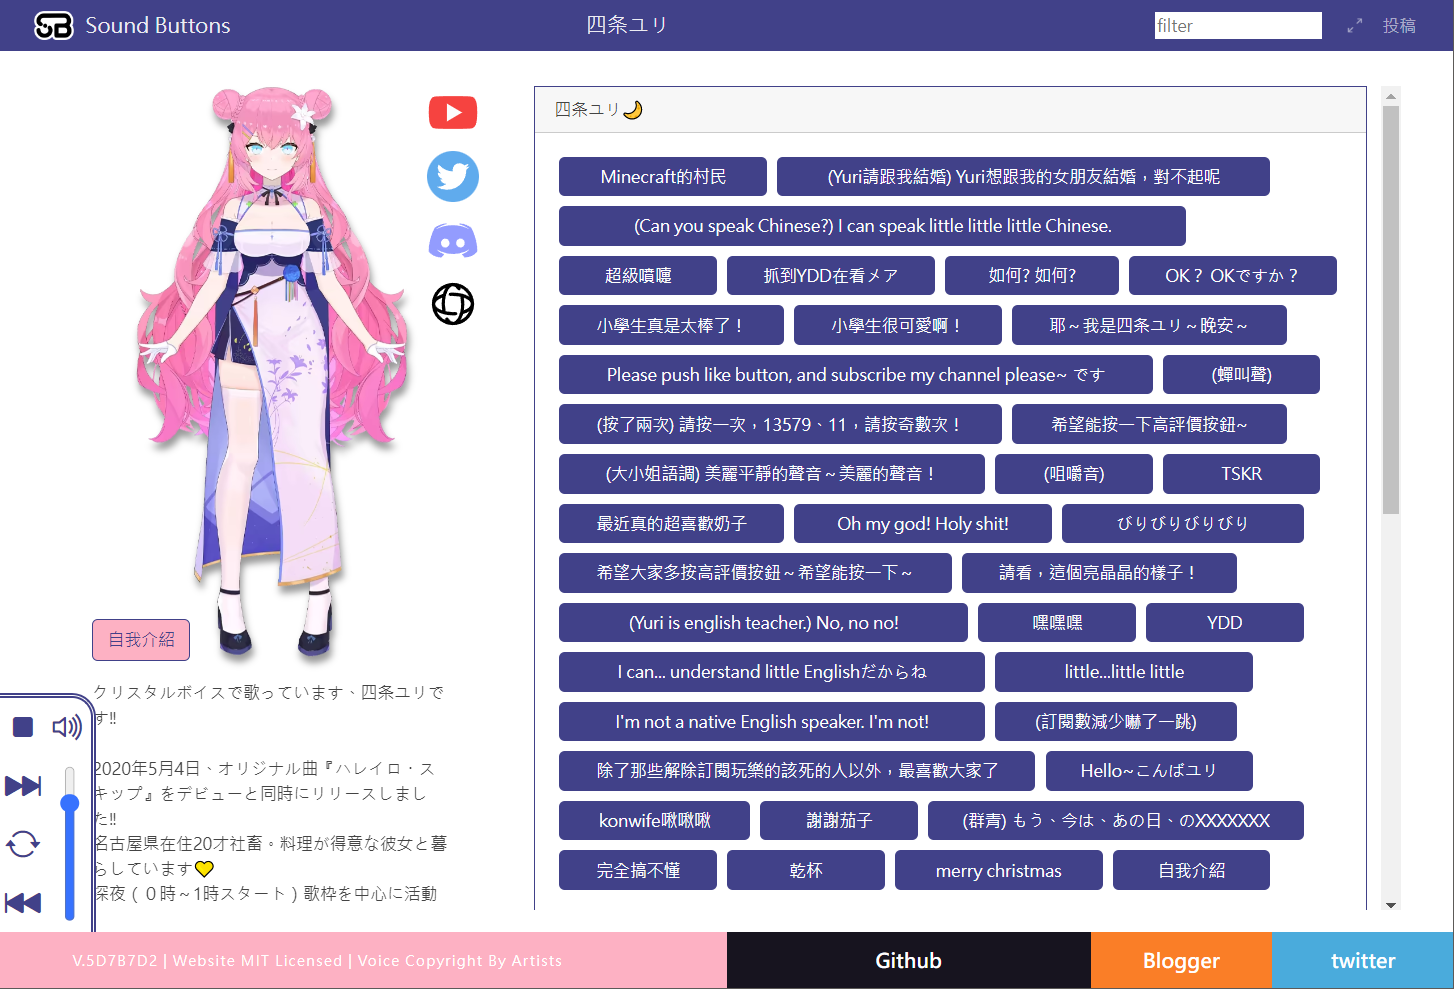 SB Sound Buttons
四条ユリ
filter
投稿
自我介紹
クリスタルボイスで歌っています、四条ユリで
す!!
2020年5月4日、オリジナル曲『ハレイロ・ス
キップ』をデビューと同時にリリースしまし
た!!
名古屋県在住20才社畜。料理が得意な彼女と暮
らしています💛
深夜（０時～1時スタート）歌枠を中心に活動
四条ユリ🌙
Minecraft的村民
(Yuri請跟我結婚) Yuri想跟我的女朋友結婚，對不起呢
(Can you speak Chinese?) I can speak little little little Chinese.
超級噴嚏
抓到YDD在看メア
如何? 如何?
OK？ OKですか？
小學生真是太棒了！
小學生很可愛啊！
耶～我是四条ユリ～晚安～
Please push like button, and subscribe my channel please~ です
(蟬叫聲)
(按了兩次) 請按一次，13579、11，請按奇數次！
希望能按一下高評價按鈕~
(大小姐語調) 美麗平靜的聲音～美麗的聲音！
(咀嚼音)
TSKR
最近真的超喜歡奶子
Oh my god! Holy shit!
びりびりびりびり
希望大家多按高評價按鈕～希望能按一下～
請看，這個亮晶晶的樣子！
(Yuri is english teacher.) No, no no!
嘿嘿嘿
YDD
I can... understand little Englishだからね
little...little little
I'm not a native English speaker. I'm not!
(訂閱數減少嚇了一跳)
除了那些解除訂閱玩樂的該死的人以外，最喜歡大家了
Hello~こんばユリ
konwife啾啾啾
謝謝茄子
(群青) もう、今は、あの日、のXXXXXXX
完全搞不懂
乾杯
merry christmas
自我介紹
V.5D7B7D2 | Website MIT Licensed | Voice Copyright By Artists
Github
Blogger
twitter